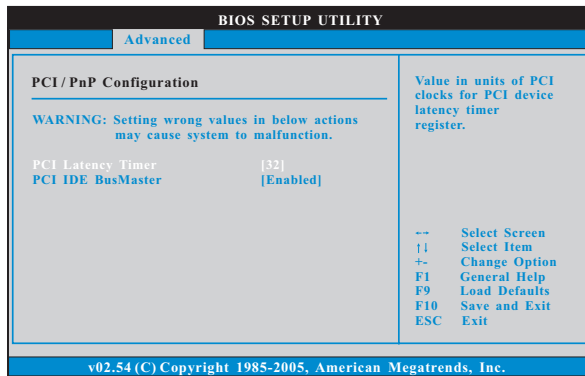 BIOS SETUP UTILITY
Advanced
PCI / PnP Configuration
WARNING: Setting wrong values in below actions
may cause system to malfunction.
PCI Latency Timer [32]
PCI IDE BusMaster [Enabled]
Value in units of PCI
clocks for PCI device
latency timer
register.
←→ Select Screen
↑↓ Select Item
+- Change Option
F1 General Help
F9 Load Defaults
F10 Save and Exit
ESC Exit
v02.54 (C) Copyright 1985-2005, American Megatrends, Inc.